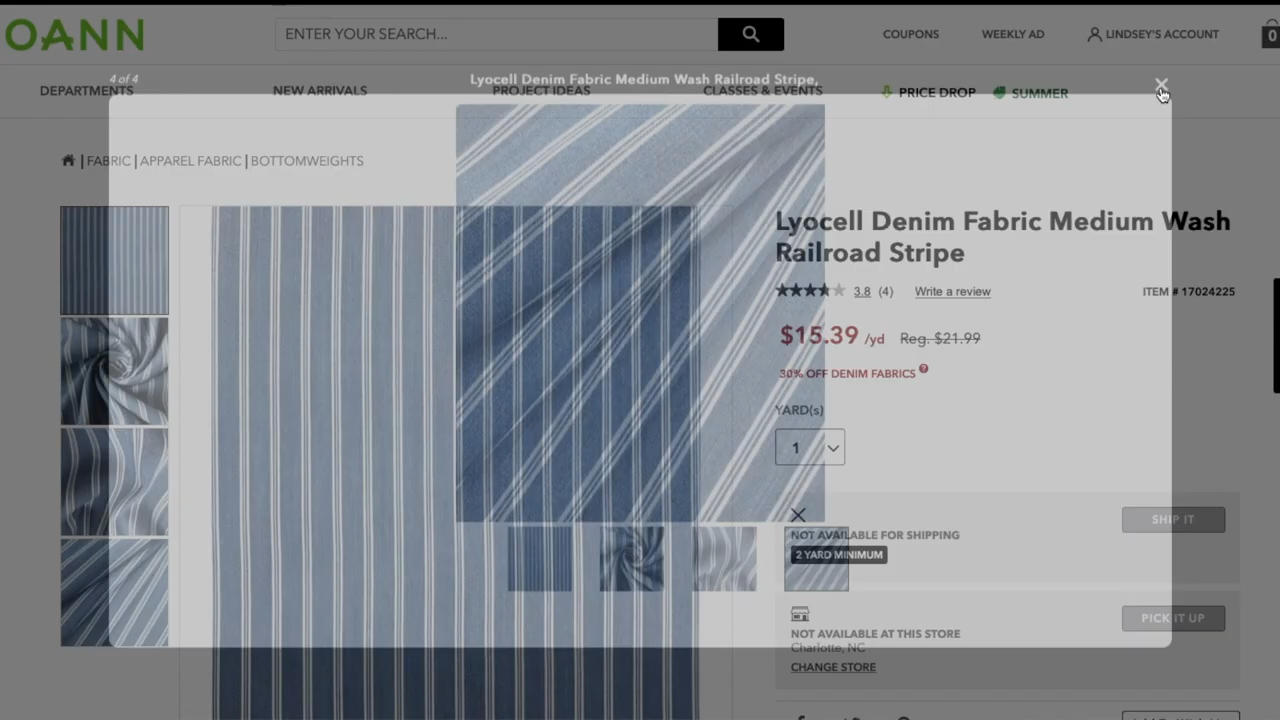 OANN
ENTER YOUR SEARCH...
COUPONS
WEEKLY AD
LINDSEY'S ACCOUNT
0
4 of 4
Lyocell Denim Fabric Medium Wash Railroad Stripe,
DEPARTMENTS
NEW ARRIVALS
PROJECT IDEAS
CLASSES & EVENTS
PRICE DROP
SUMMER
| FABRIC | APPAREL FABRIC | BOTTOMWEIGHTS
Lyocell Denim Fabric Medium Wash
Railroad Stripe
3.8 (4)
Write a review
ITEM # 17024225
$15.39 /yd Reg. $21.99
30% OFF DENIM FABRICS ?
YARD(s)
1
NOT AVAILABLE FOR SHIPPING
2 YARD MINIMUM
SHIP IT
NOT AVAILABLE AT THIS STORE
Charlotte, NC
CHANGE STORE
PICK IT UP